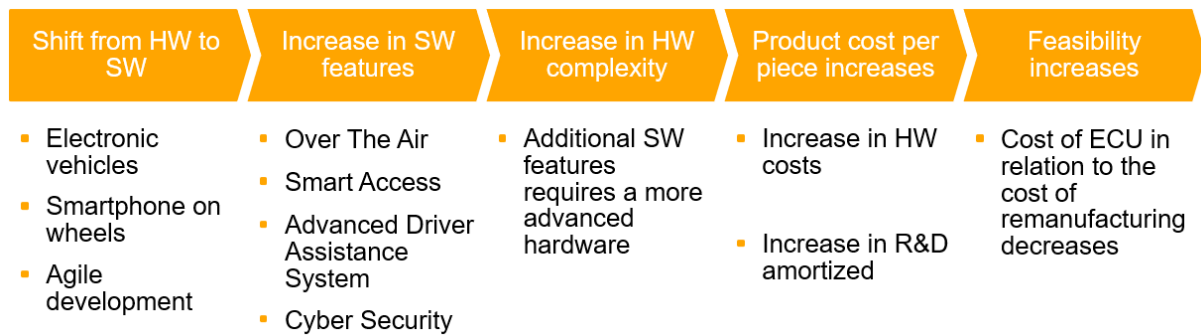 Shift from HW to
SW
Increase in SW
features
Increase in HW
complexity
Product cost per
piece increases
Feasibility
increases
Electronic
vehicles
Smartphone on
wheels
Agile
development
Over The Air
Smart Access
Advanced Driver
Assistance
System
Cyber Security
Additional SW
features
requires a more
advanced
hardware
Increase in HW
costs
Increase in R&D
amortized
Cost of ECU in
relation to the
cost of
remanufacturing
decreases